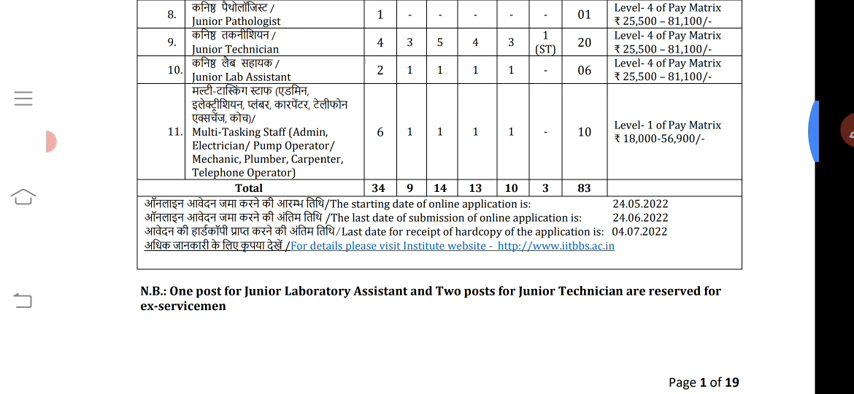 8. कनिष्ठ पैथोलॉजिस्ट / Junior Pathologist 1 - - - - - 01 Level- 4 of Pay Matrix ₹ 25,500 – 81,100/-
9. कनिष्ठ तकनीशियन / Junior Technician 4 3 5 4 3 1 (ST) 20 Level- 4 of Pay Matrix ₹ 25,500 – 81,100/-
10. कनिष्ठ लैब सहायक / Junior Lab Assistant 2 1 1 1 1 - 06 Level- 4 of Pay Matrix ₹ 25,500 – 81,100/-
11. मल्टी-टास्किंग स्टाफ (एडमिन,
इलेक्ट्रीशियन, प्लंबर, कारपेंटर, टेलीफोन
एक्सचेंज, कोच)/
Multi-Tasking Staff (Admin,
Electrician/ Pump Operator/
Mechanic, Plumber, Carpenter,
Telephone Operator) 6 1 1 1 1 - 10 Level- 1 of Pay Matrix ₹ 18,000-56,900/-
Total 34 9 14 13 10 3 83
ऑनलाइन आवेदन जमा करने की आरम्भ तिथि/The starting date of online application is: 24.05.2022
ऑनलाइन आवेदन जमा करने की अंतिम तिथि /The last date of submission of online application is: 24.06.2022
आवेदन की हार्डकॉपी प्राप्त करने की अंतिम तिथि/Last date for receipt of hardcopy of the application is: 04.07.2022
अधिक जानकारी के लिए कृपया देखें /For details please visit Institute website - http://www.iitbbs.ac.in
N.B.: One post for Junior Laboratory Assistant and Two posts for Junior Technician are reserved for
ex-servicemen
Page 1 of 19